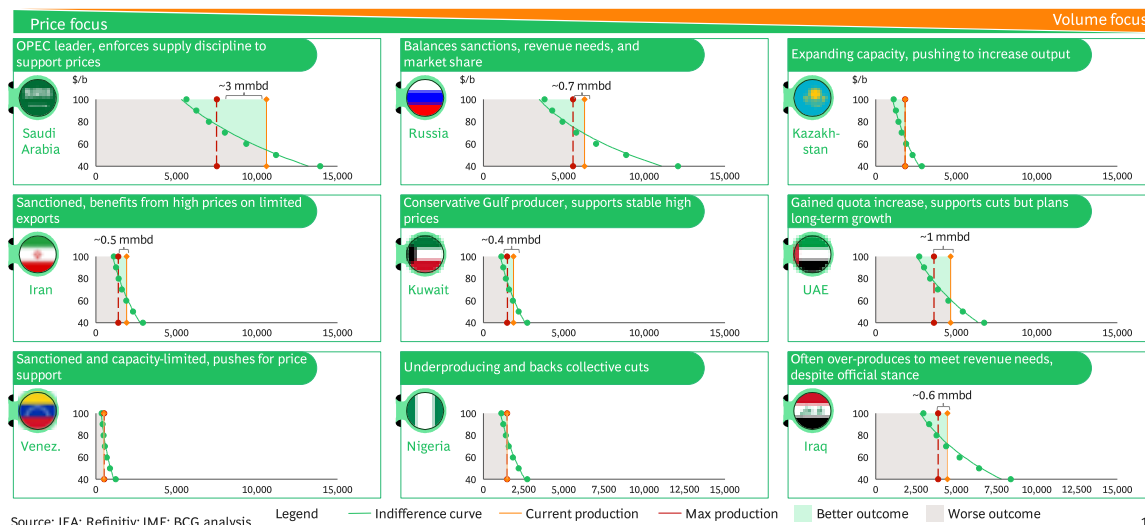 Price focus
Volume focus
OPEC leader, enforces supply discipline to
support prices
$/b
~3 mmbd
Saudi
Arabia
100
80
60
40
0
5,000
10,000
15,000
Balances sanctions, revenue needs, and
market share
$/b
~0.7 mmbd
Russia
100
80
60
40
0
5,000
10,000
15,000
Expanding capacity, pushing to increase output
$/b
Kazakh-
stan
100
80
60
40
0
5,000
10,000
15,000
Sanctioned, benefits from high prices on limited
exports
~0.5 mmbd
Iran
100
80
60
40
0
5,000
10,000
15,000
Conservative Gulf producer, supports stable high
prices
~0.4 mmbd
Kuwait
100
80
60
40
0
5,000
10,000
15,000
Gained quota increase, supports cuts but plans
long-term growth
~1 mmbd
UAE
100
80
60
40
0
5,000
10,000
15,000
Sanctioned and capacity-limited, pushes for price
support
Venez.
100
80
60
40
0
5,000
10,000
15,000
Underproducing and backs collective cuts
Nigeria
100
80
60
40
0
2,500
5,000
7,500
10,000
15,000
Often over-produces to meet revenue needs,
despite official stance
~0.6 mmbd
Iraq
100
80
60
40
0
2,500
5,000
7,500
10,000
15,000
Source: IEA; Refinitiv; IMF; BCG analysis
Legend
Indifference curve
Current production
Max production
Better outcome
Worse outcome
1